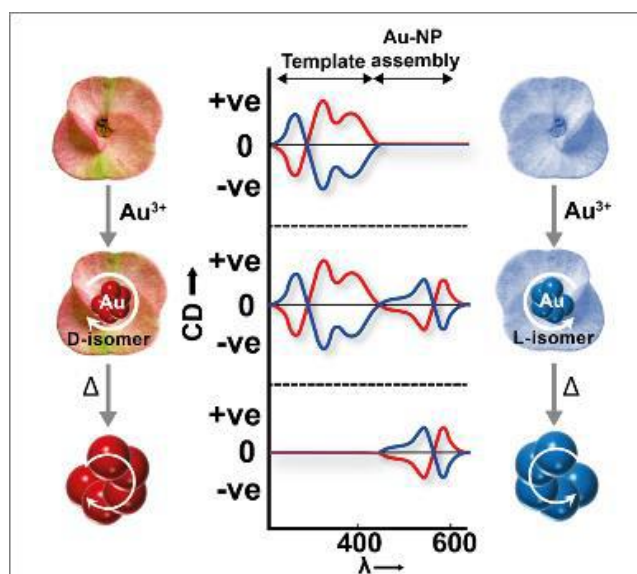 Au-NP
Template assembly
+ve
0
-ve
Au³⁺
Au³⁺
+ve
0
-ve
CD
Au
D-isomer
Au
L-isomer
Δ
Δ
+ve
0
-ve
400 600
λ